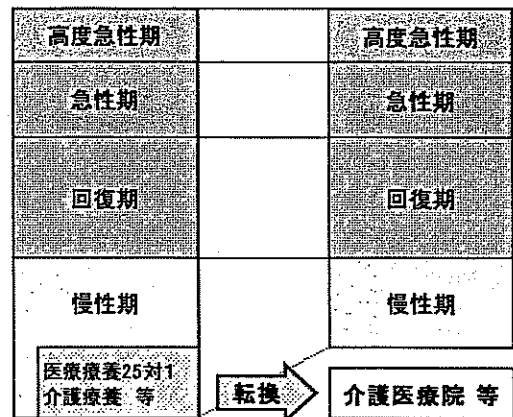 高度急性期
急性期
回復期
慢性期
医療療養25対1
介護療養 等
転換
高度急性期
急性期
回復期
慢性期
介護医療院 等